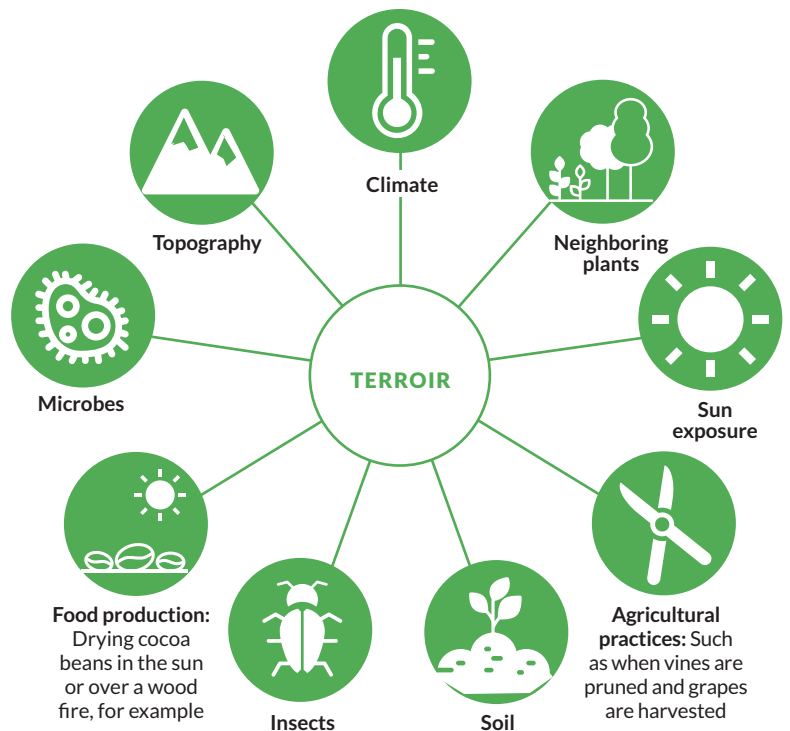 Climate
Topography
Neighboring
plants
TERROIR
Microbes
Sun
exposure
Food production:
Drying cocoa
beans in the sun
or over a wood
fire, for example
Agricultural
practices: Such
as when vines are
pruned and grapes
are harvested
Insects
Soil